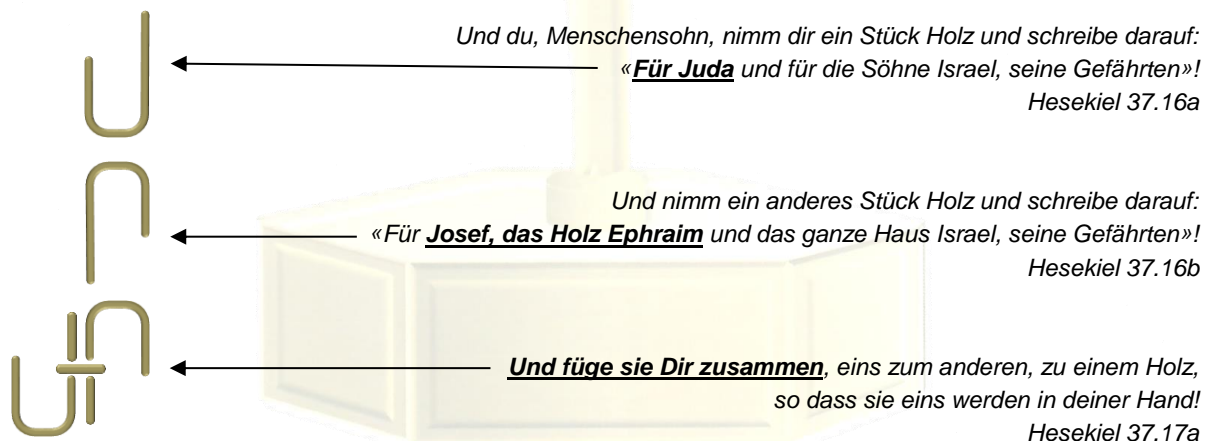 Und du, Menschensohn, nimm dir ein Stück Holz und schreibe darauf:
«Für Juda und für die Söhne Israel, seine Gefährten»!
Hesekiel 37.16a
Und nimm ein anderes Stück Holz und schreibe darauf:
«Für Josef, das Holz Ephraim und das ganze Haus Israel, seine Gefährten»!
Hesekiel 37.16b
Und füge sie Dir zusammen, eins zum anderen, zu einem Holz,
so dass sie eins werden in deiner Hand!
Hesekiel 37.17a